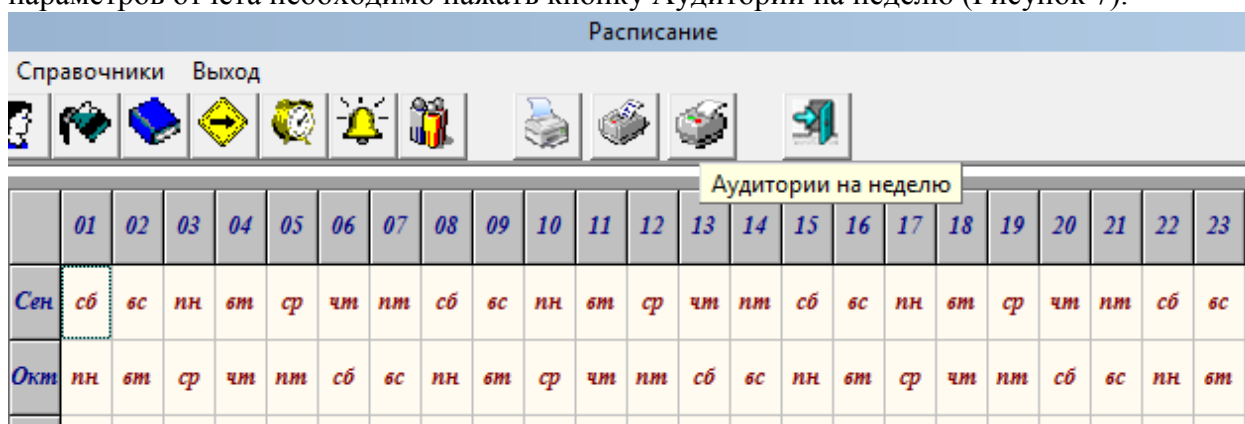 параметров отчета необходимо нажать кнопку Аудитории на неделю (Рисунок 7).
Расписание
Справочники Выход
Аудитории на неделю
01 02 03 04 05 06 07 08 09 10 11 12 13 14 15 16 17 18 19 20 21 22 23
Сен сб вс пн вт ср чт пт сб вс пн вт ср чт пт сб вс пн вт ср чт пт сб вс
Окт пн вт ср чт пт сб вс пн вт ср чт пт сб вс пн вт ср чт пт сб вс пн вт